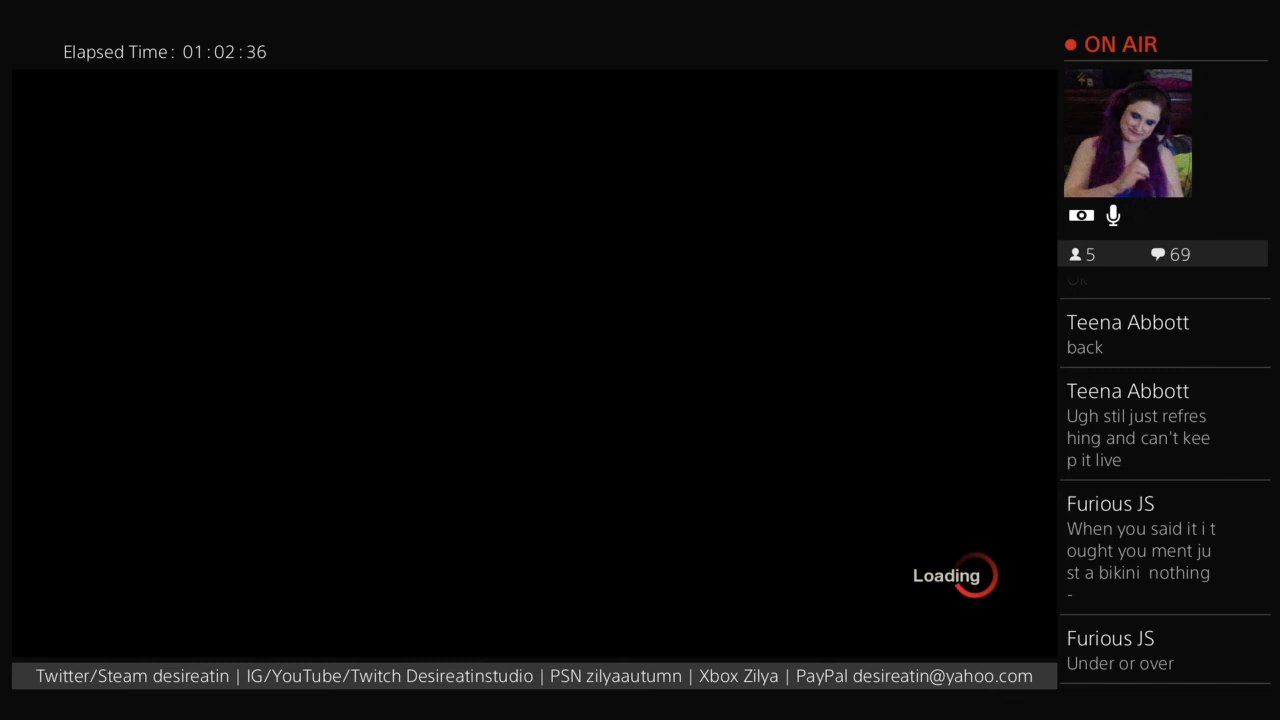 Elapsed Time: 01:02:36
ON AIR
5
69
Teena Abbott
back
Teena Abbott
Ugh stil just refres
hing and can't kee
p it live
Furious JS
When you said it i t
ought you ment ju
st a bikini nothing
-
Furious JS
Under or over
Loading
Twitter/Steam desireatin | IG/YouTube/Twitch Desireatinstudio | PSN zilyaautumn | Xbox Zilya | PayPal desireatin@yahoo.com